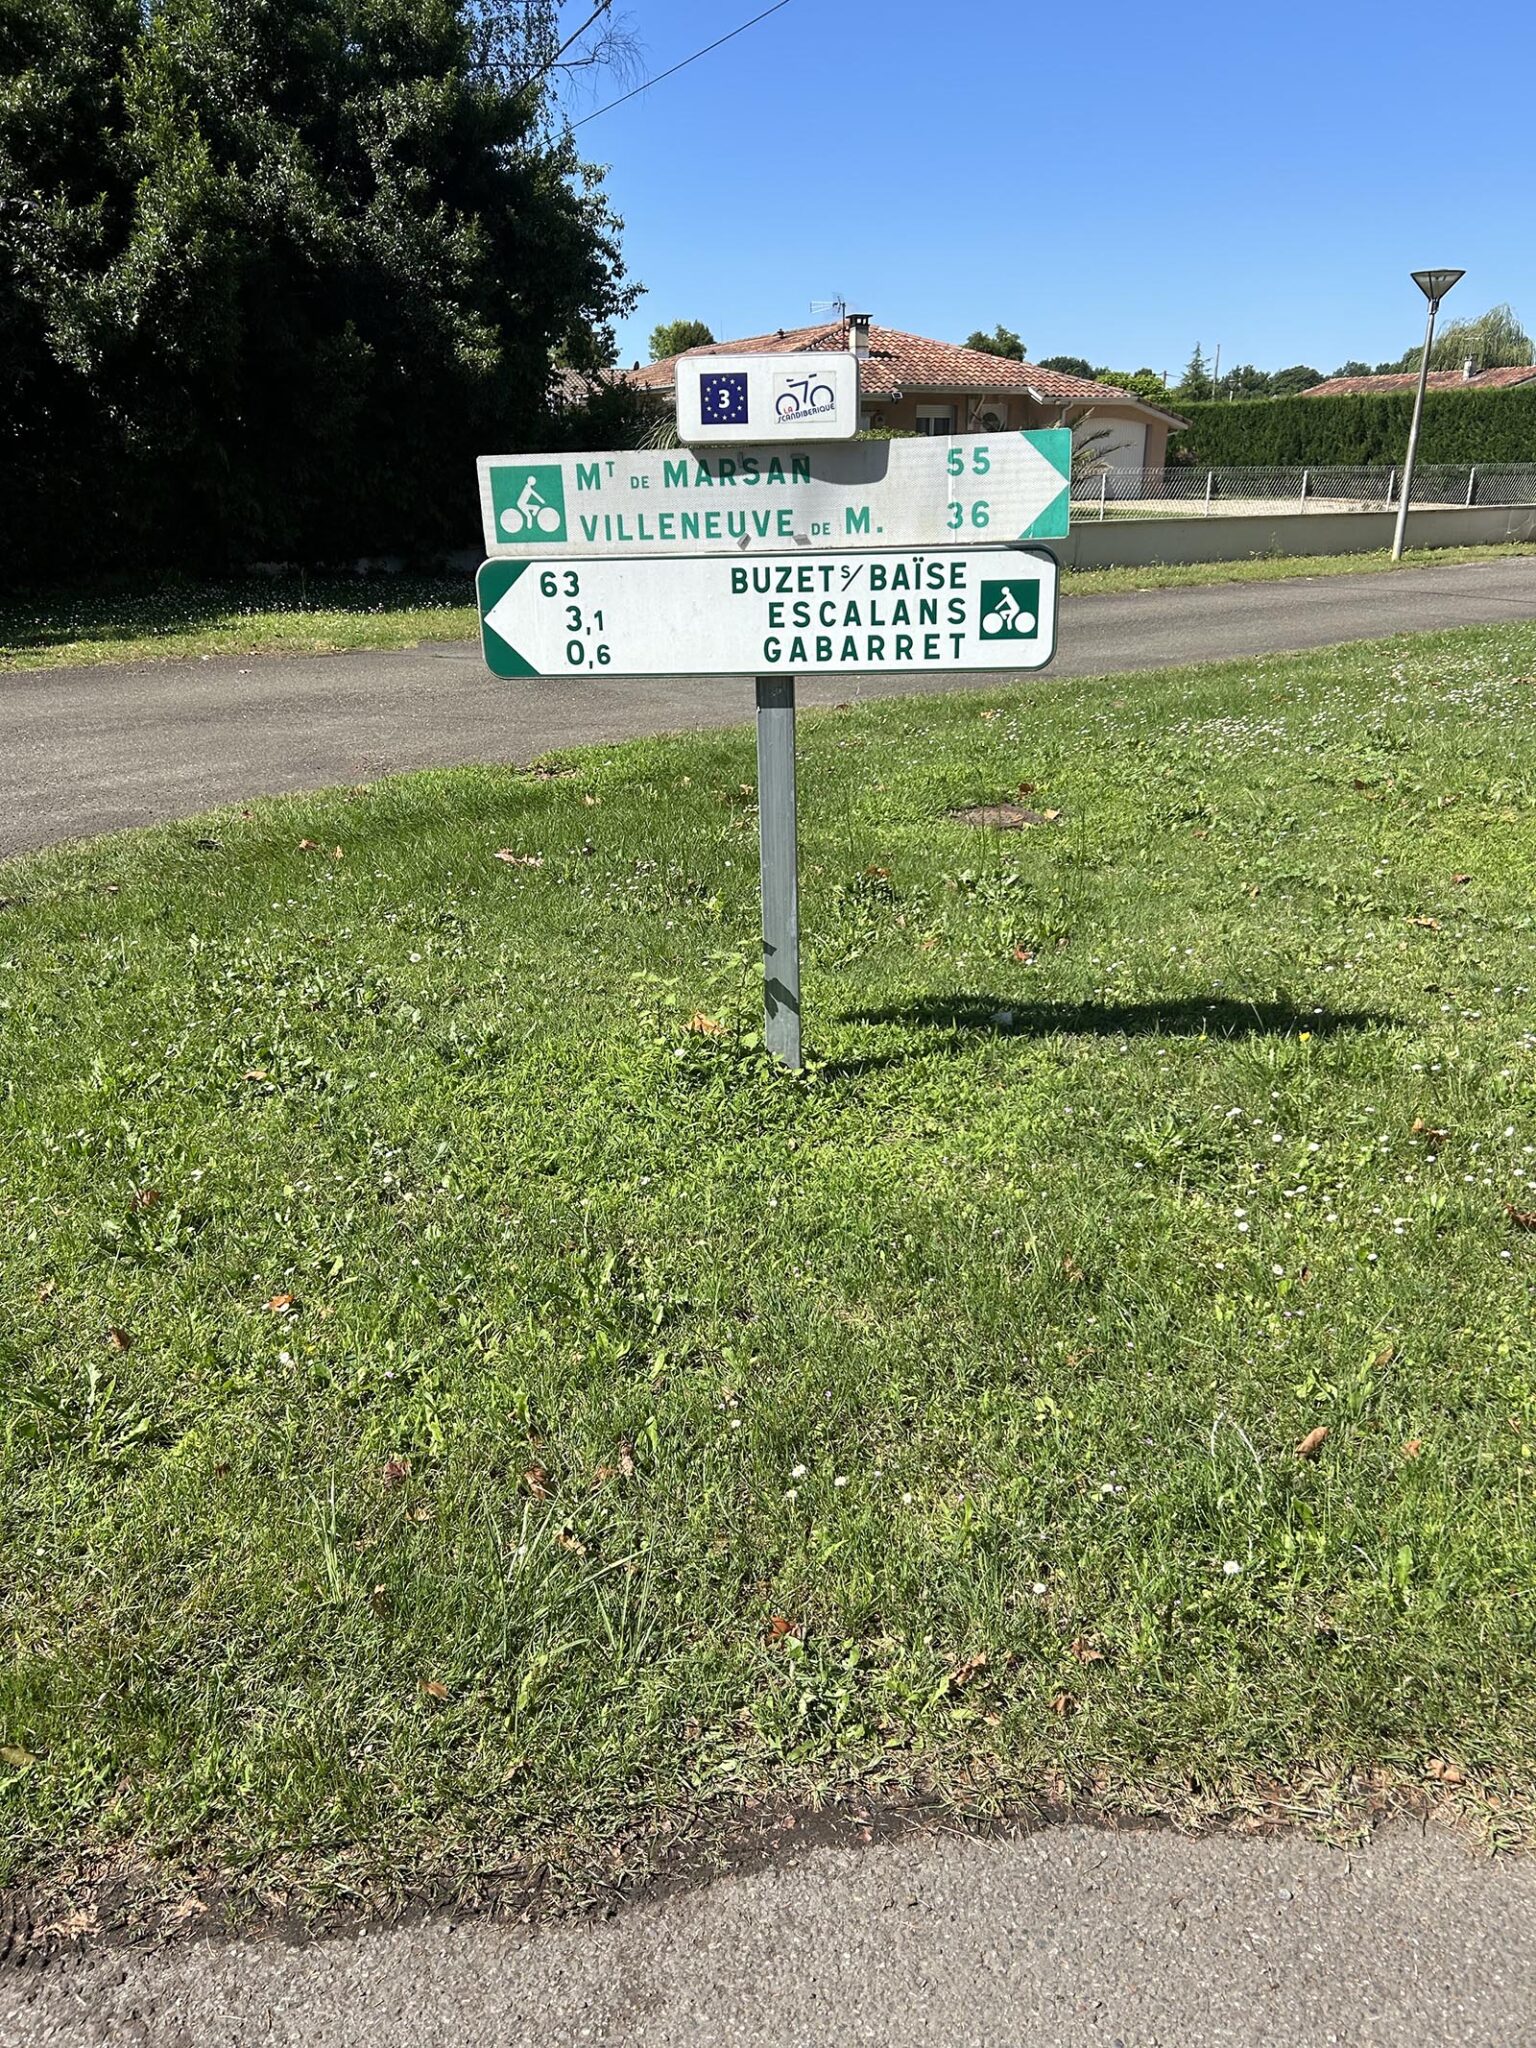 3
LA
SCANDIBERIQUE
MT DE MARSAN 55
VILLENEUVE DE M. 36
63 BUZET S/BAÏSE
3,1 ESCALANS
0,6 GABARRET